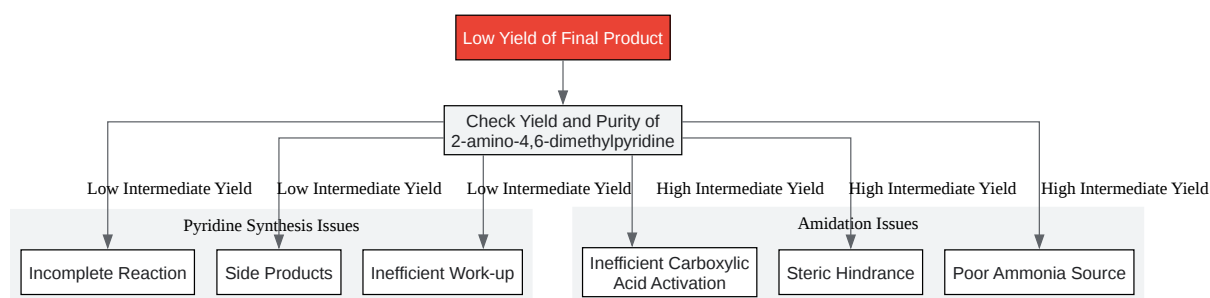 Low Yield of Final Product
Check Yield and Purity of
2-amino-4,6-dimethylpyridine
Low Intermediate Yield
Low Intermediate Yield
Low Intermediate Yield
High Intermediate Yield
High Intermediate Yield
High Intermediate Yield
Pyridine Synthesis Issues
Amidation Issues
Incomplete Reaction
Side Products
Inefficient Work-up
Inefficient Carboxylic
Acid Activation
Steric Hindrance
Poor Ammonia Source